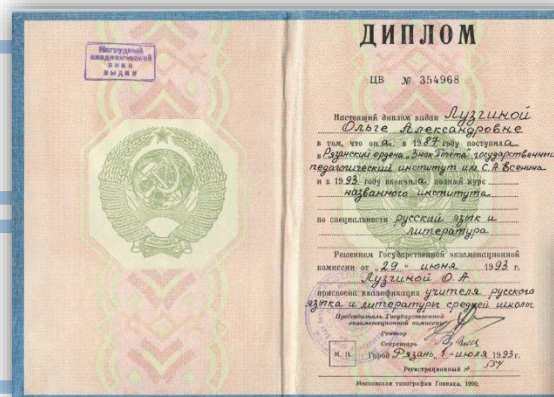 Нагрудный
академический
знак
выдан
ДИПЛОМ
ЦВ № 354968
Настоящий диплом выдан Лузгиной
Ольге Александровне
в том, что она в 1987 году поступила
в Рязанский ордена „Знак Почёта" государственный
педагогический институт им. С.А. Есенина
и в 1993 году окончила полный курс
названного института
по специальности русский язык и
литература
Решением Государственной экзаменационной
комиссии от „29" июня 1993 г.
Лузгиной О.А.
присвоена квалификация учителя русского
языка и литературы средней школы
Председатель Государственной
экзаменационной комиссии
Ректор
Секретарь
М. П. Город Рязань, 1 июля 1993 г.
Регистрационный № 554
Московская типография Гознака. 1990.